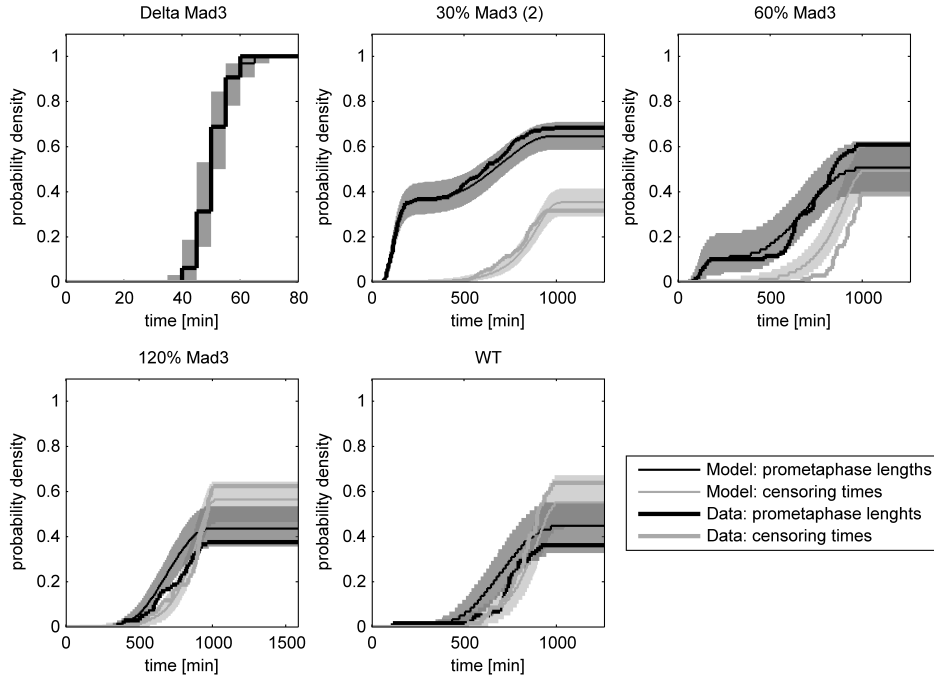 Delta Mad3
1
0.8
0.6
0.4
0.2
0
probability density
0
20
40
60
80
time [min]
30% Mad3 (2)
1
0.8
0.6
0.4
0.2
0
probability density
0
500
1000
time [min]
60% Mad3
1
0.8
0.6
0.4
0.2
0
probability density
0
500
1000
time [min]
120% Mad3
1
0.8
0.6
0.4
0.2
0
probability density
0
500
1000
1500
time [min]
WT
1
0.8
0.6
0.4
0.2
0
probability density
0
500
1000
time [min]
Model: prometaphase lengths
Model: censoring times
Data: prometaphase lenghts
Data: censoring times